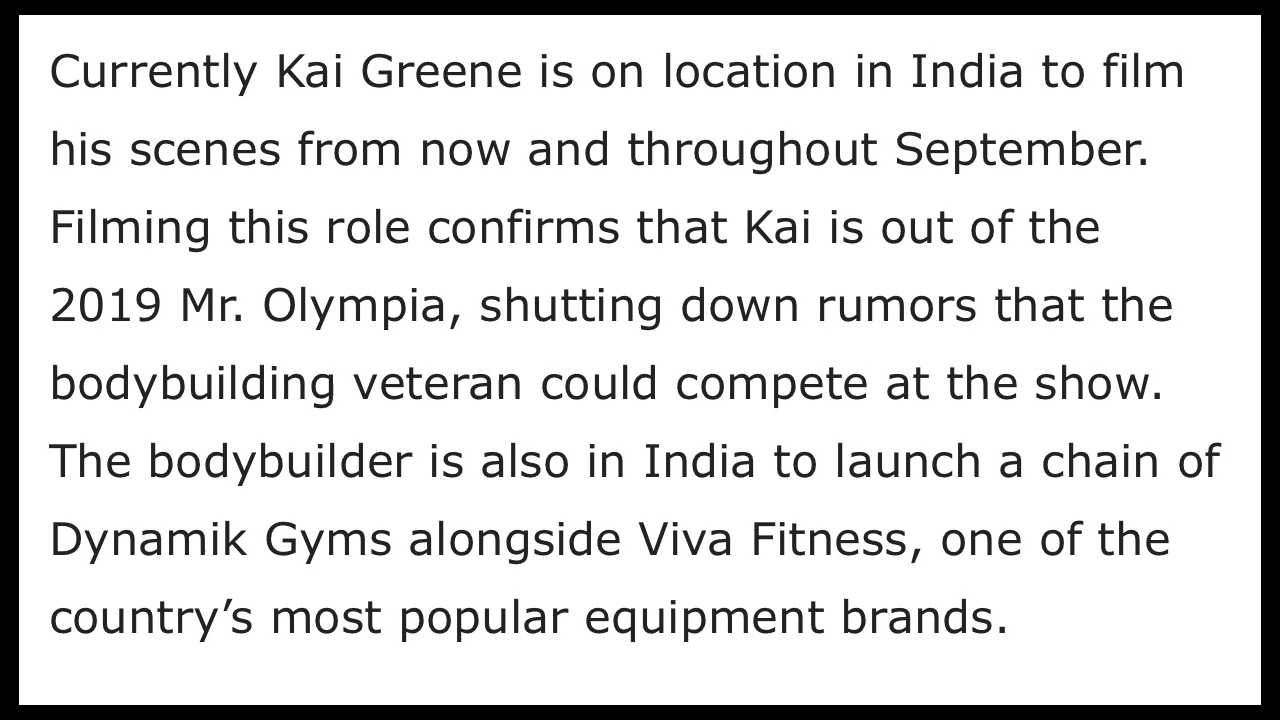 Currently Kai Greene is on location in India to film
his scenes from now and throughout September.
Filming this role confirms that Kai is out of the
2019 Mr. Olympia, shutting down rumors that the
bodybuilding veteran could compete at the show.
The bodybuilder is also in India to launch a chain of
Dynamik Gyms alongside Viva Fitness, one of the
country’s most popular equipment brands.